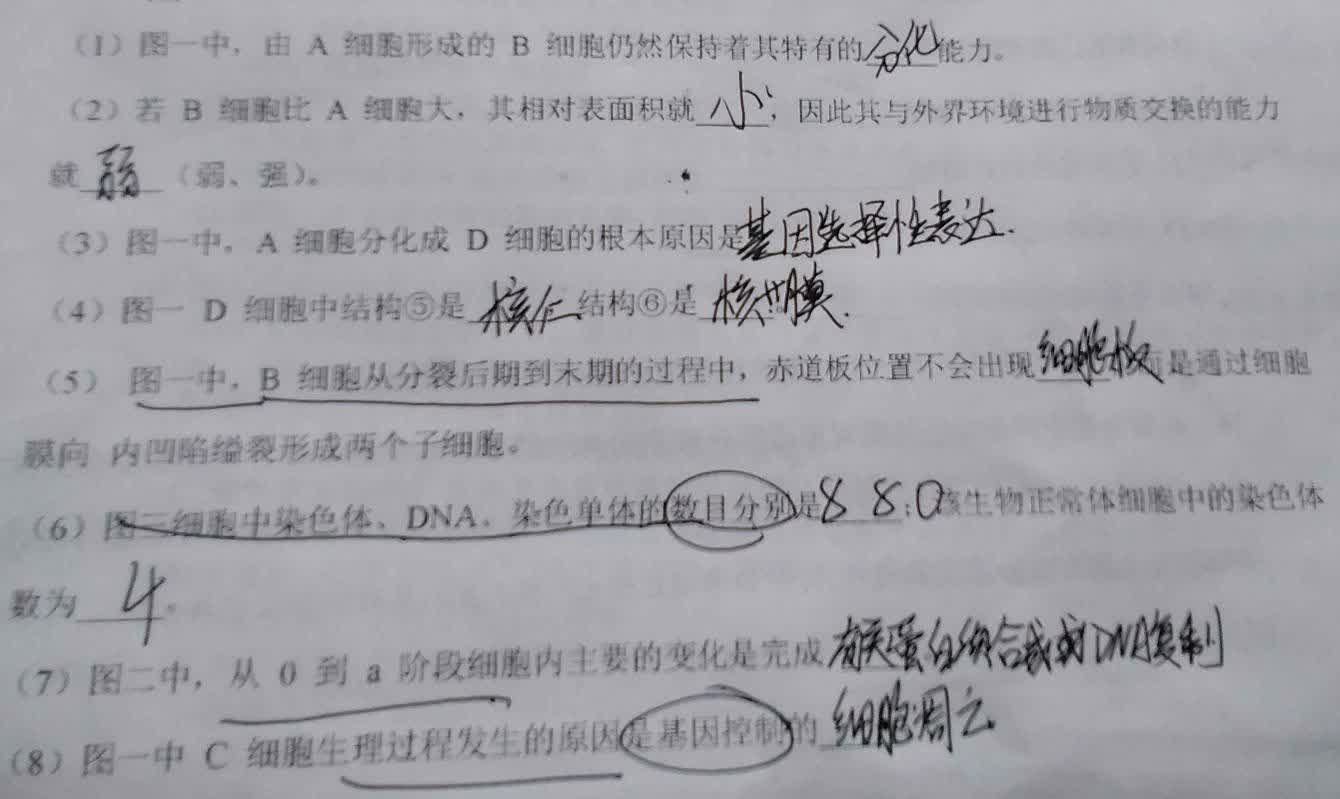 (1)图一中，由 A 细胞形成的 B 细胞仍然保持着其特有的分化能力。
(2)若 B 细胞比 A 细胞大，其相对表面积就小，因此其与外界环境进行物质交换的能力
就弱（弱、强）。
(3)图一中，A 细胞分化成 D 细胞的根本原因是基因选择性表达.
(4)图一 D 细胞中结构⑤是核仁结构⑥是核膜.
(5) 图一中，B 细胞从分裂后期到末期的过程中，赤道板位置不会出现细胞板而是通过细胞
膜向 内凹陷缢裂形成两个子细胞。
(6)图二细胞中染色体、DNA、染色单体的数目分别是8 8:0该生物正常体细胞中的染色体
数为4。
(7)图二中，从 0 到 a 阶段细胞内主要的变化是完成有关蛋白的合成或DNA复制
(8)图一中 C 细胞生理过程发生的原因是基因控制的细胞凋亡